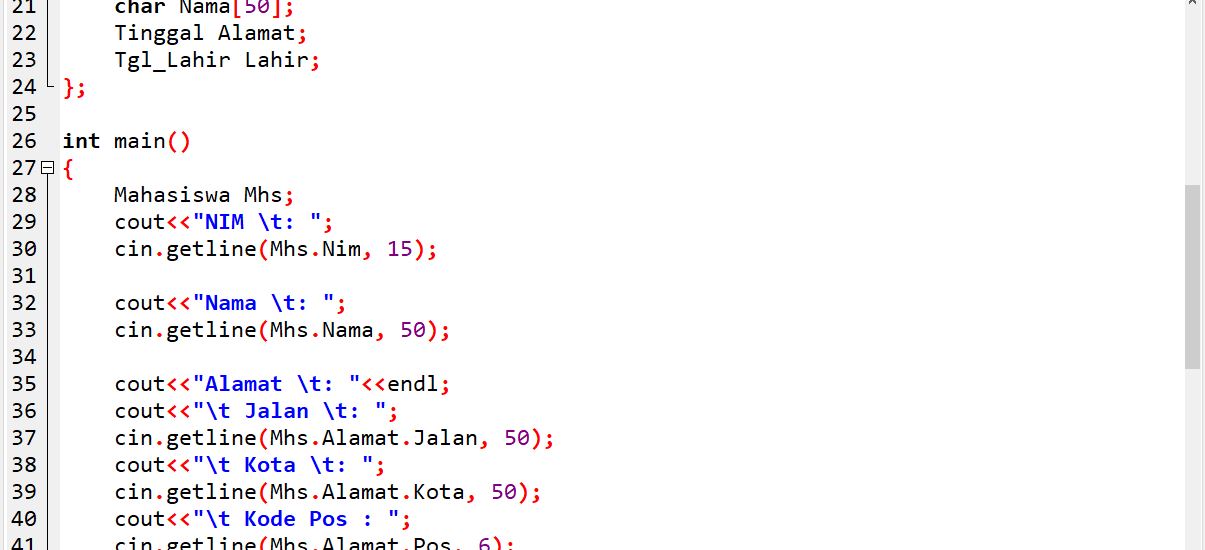 21 char Nama[50];
22 Tinggal Alamat;
23 Tgl_Lahir Lahir;
24 };
25
26 int main()
27 {
28 Mahasiswa Mhs;
29 cout<<"NIM \t: ";
30 cin.getline(Mhs.Nim, 15);
31
32 cout<<"Nama \t: ";
33 cin.getline(Mhs.Nama, 50);
34
35 cout<<"Alamat \t: "<<endl;
36 cout<<"\t Jalan \t: ";
37 cin.getline(Mhs.Alamat.Jalan, 50);
38 cout<<"\t Kota \t: ";
39 cin.getline(Mhs.Alamat.Kota, 50);
40 cout<<"\t Kode Pos : ";
41 cin.getline(Mhs.Alamat.Pos, 6);